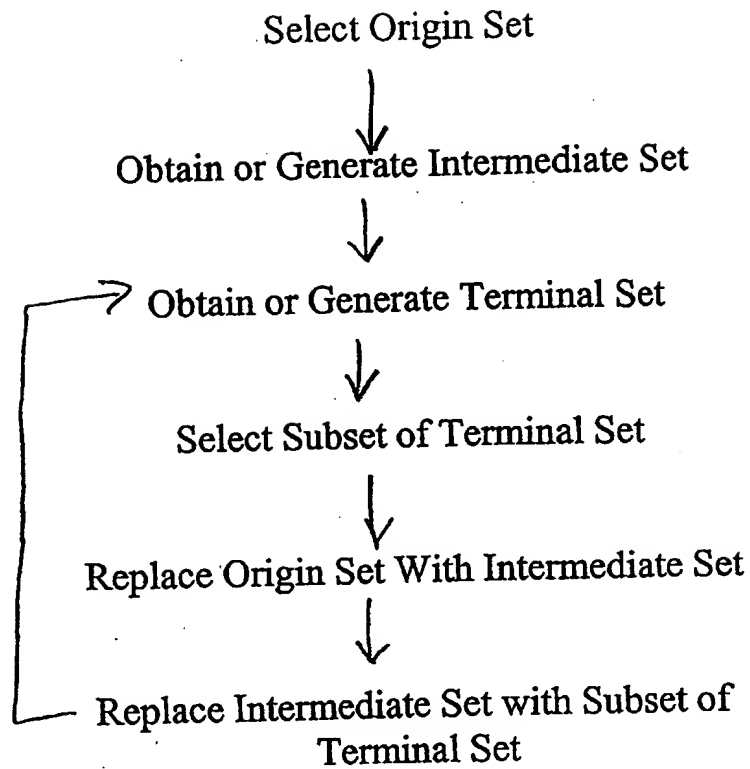 Select Origin Set
Obtain or Generate Intermediate Set
Obtain or Generate Terminal Set
Select Subset of Terminal Set
Replace Origin Set With Intermediate Set
Replace Intermediate Set with Subset of
Terminal Set